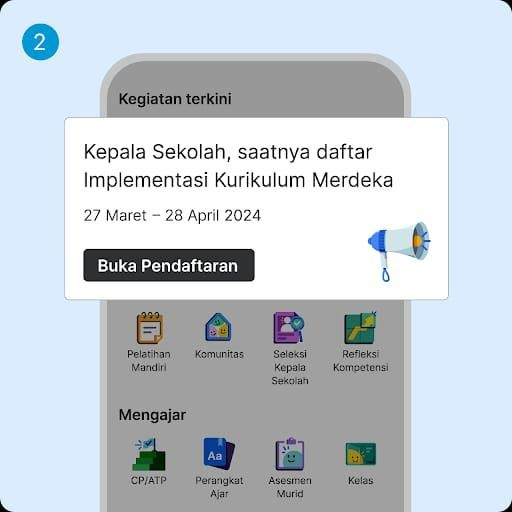 2
Kegiatan terkini
Kepala Sekolah, saatnya daftar
Implementasi Kurikulum Merdeka
27 Maret – 28 April 2024
Buka Pendaftaran
Pelatihan
Mandiri
Komunitas
Seleksi
Kepala
Sekolah
Refleksi
Kompetensi
Mengajar
CP/ATP
Aa
Perangkat
Ajar
Asesmen
Murid
Kelas